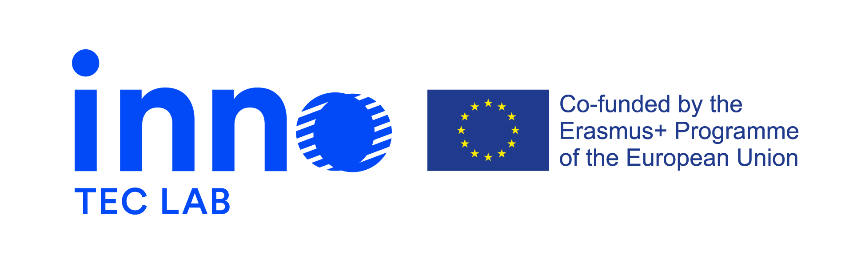 inno
TEC LAB
Co-funded by the
Erasmus+ Programme
of the European Union